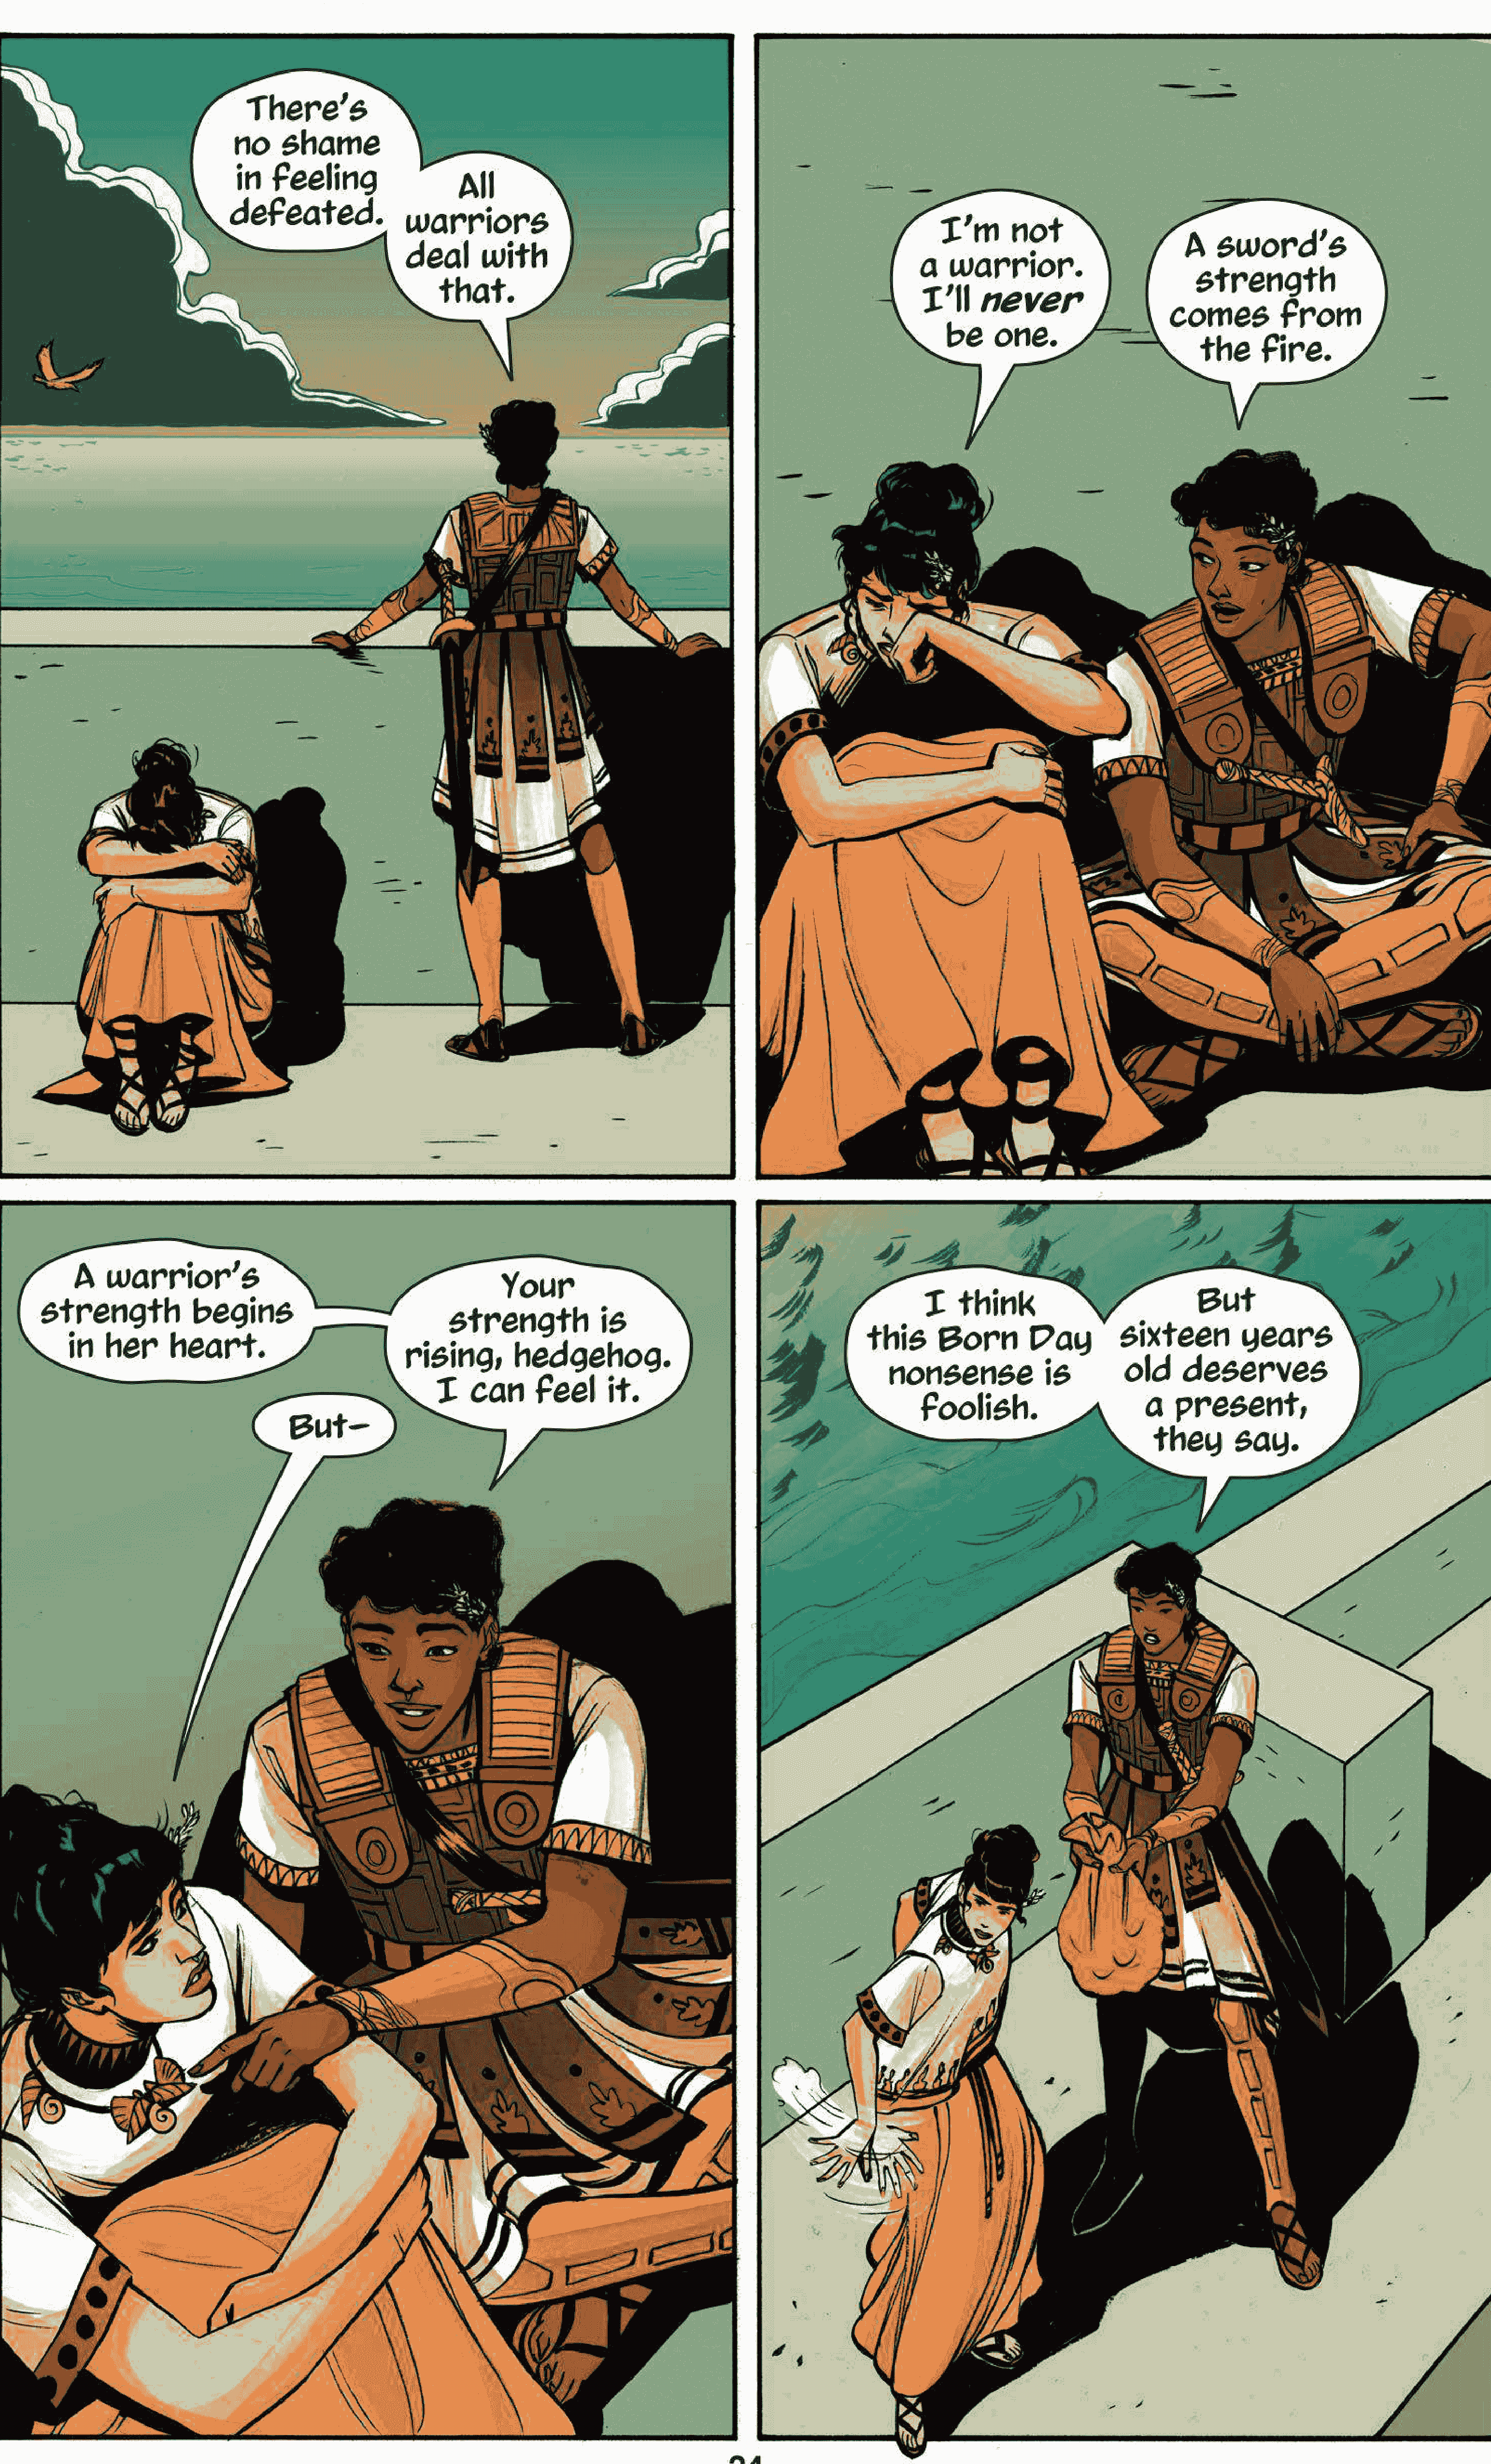 There's
no shame
in feeling
defeated.
All
warriors
deal with
that.
I'm not
a warrior.
I'll never
be one.
A sword's
strength
comes from
the fire.
A warrior's
strength begins
in her heart.
Your
strength is
rising, hedgehog.
I can feel it.
But–
I think
this Born Day
nonsense is
foolish.
But
sixteen years
old deserves
a present,
they say.